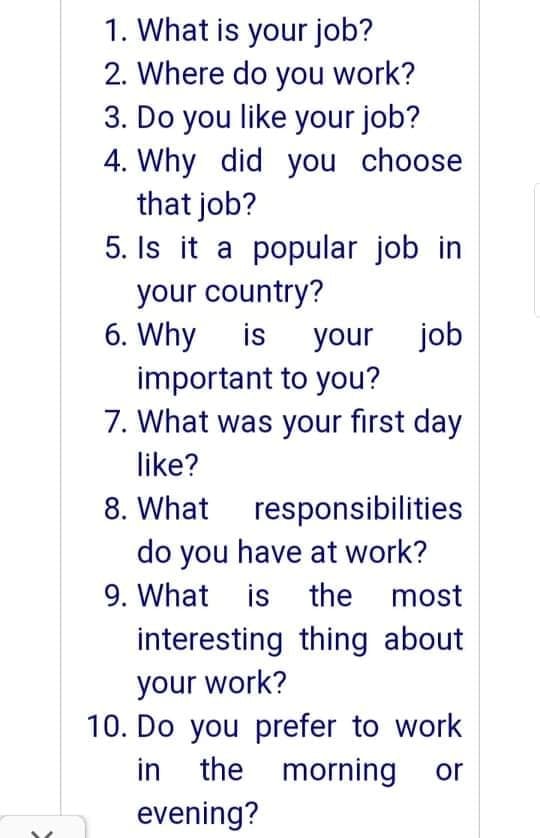 1. What is your job?
2. Where do you work?
3. Do you like your job?
4. Why did you choose
that job?
5. Is it a popular job in
your country?
6. Why is your job
important to you?
7. What was your first day
like?
8. What responsibilities
do you have at work?
9. What is the most
interesting thing about
your work?
10. Do you prefer to work
in the morning or
evening?